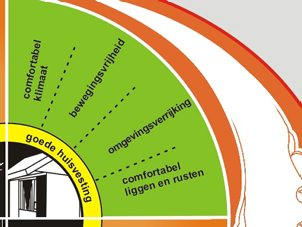 comfortabel
klimaat
bewegingsvrijheid
omgevingsverrijking
comfortabel
liggen en rusten
goede huisvesting